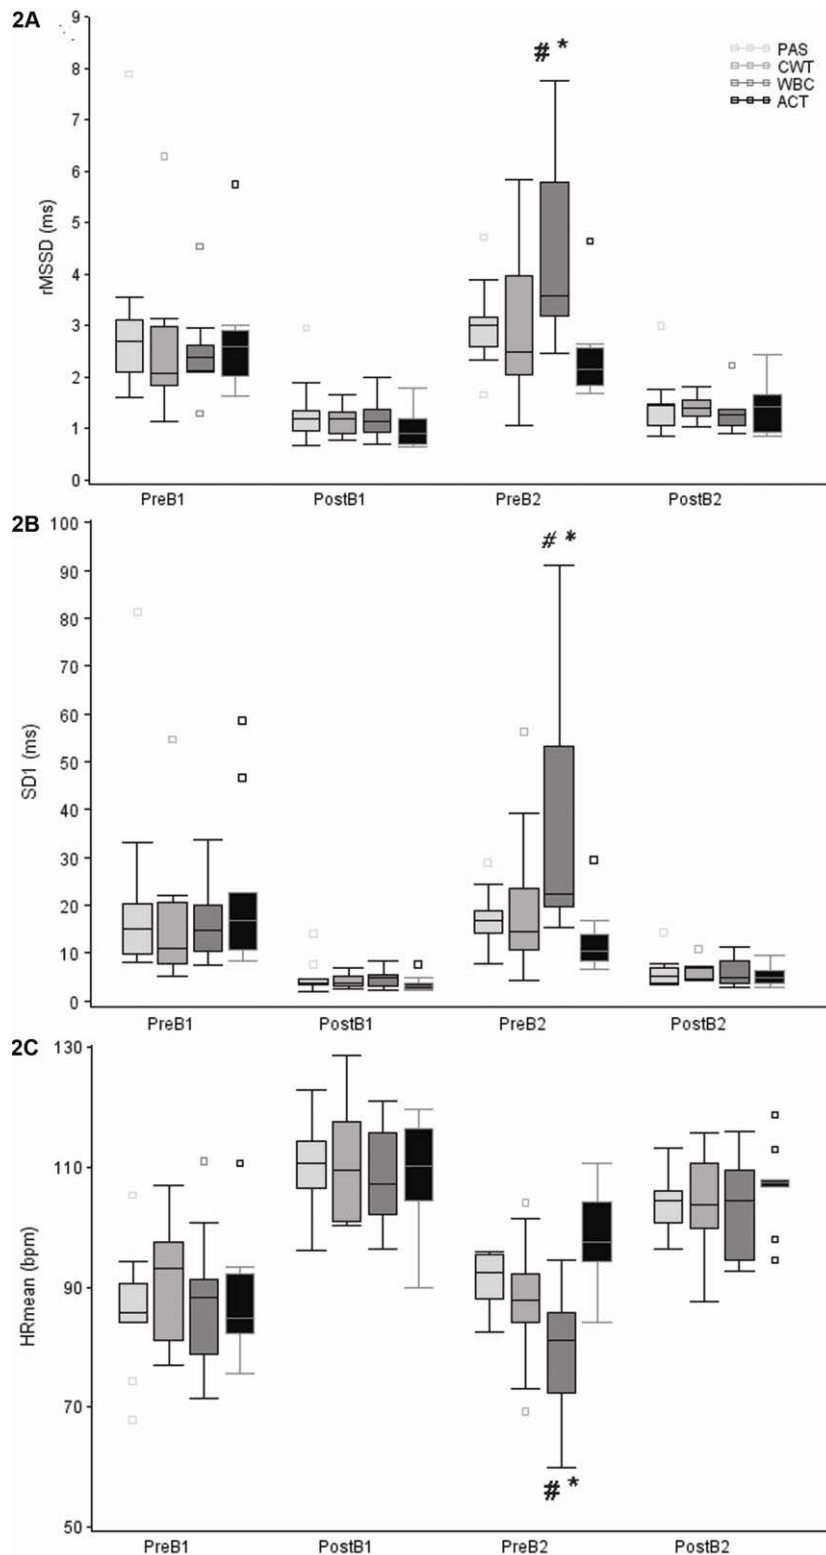 2A
# *
PAS
CWT
WBC
ACT
rMSSD (ms)
9
8
7
6
5
4
3
2
1
0
PreB1 PostB1 PreB2 PostB2
2B
# *
SD1 (ms)
100
90
80
70
60
50
40
30
20
10
0
PreB1 PostB1 PreB2 PostB2
2C
HRmean (bpm)
130
110
90
70
50
# *
PreB1 PostB1 PreB2 PostB2